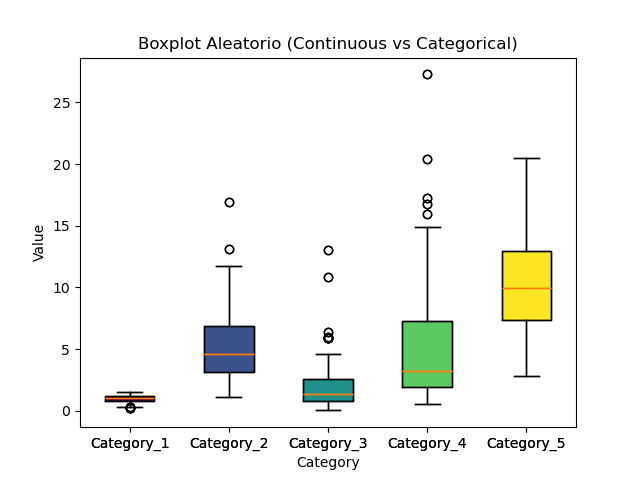 Boxplot Aleatorio (Continuous vs Categorical)
25
20
15
10
5
0
Value
Category_1 Category_2 Category_3 Category_4 Category_5
Category